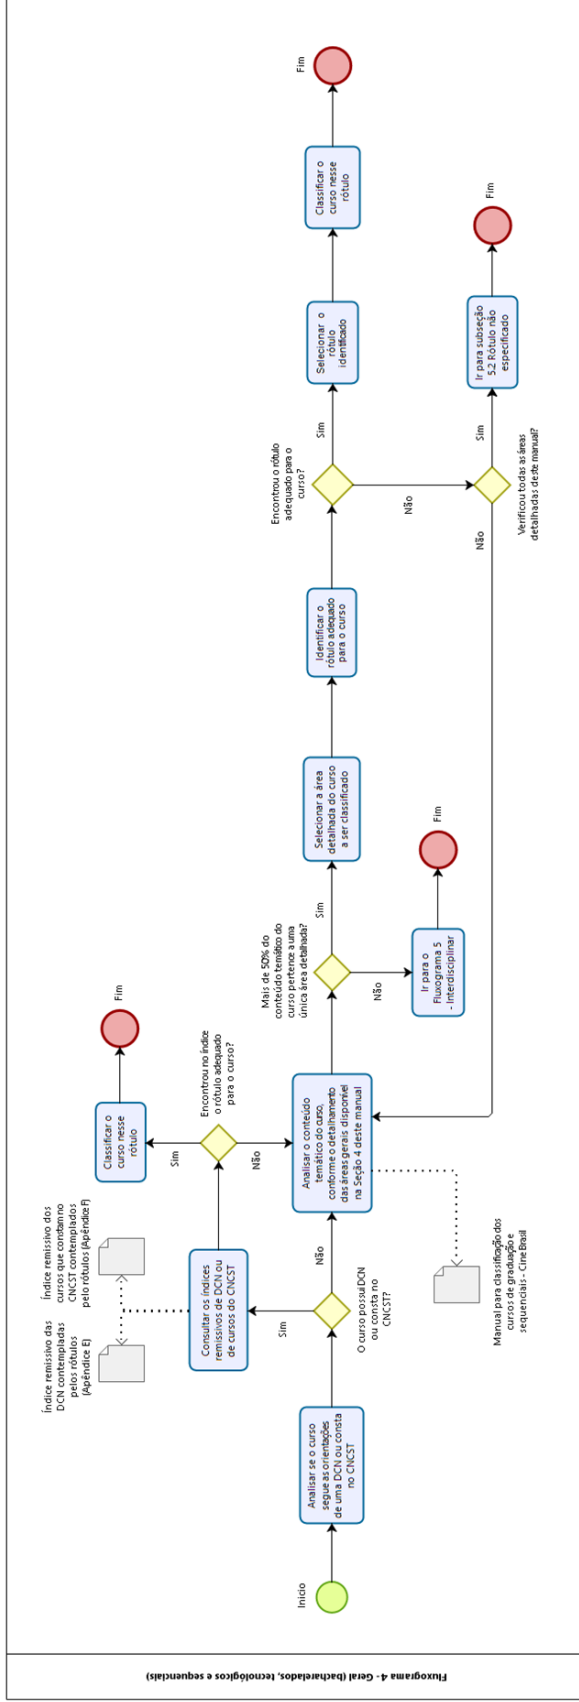 Fluxograma 4 - Geral (bacharelados, tecnológicos e sequenciais)
Inicio
Analisar se o curso
segue as orientações
de uma DCN ou consta
no CNCST
O curso possui DCN
ou consta no
CNCST?
Sim
Não
Consultar os índices
remissivos de DCN ou
de cursos do CNCST
Índice remissivo das
DCN contempladas
pelos rótulos
(Apêndice E)
Índice remissivo dos
cursos que constam no
CNCST contemplados
pelo rótulos (Apêndice F)
Encontrou no índice
o rótulo adequado
para o curso?
Sim
Não
Classificar o
curso nesse
rótulo
Fim
Analisar o conteúdo
temático do curso,
conforme o detalhamento
das áreas gerais disponível
na Seção 4 deste manual
Manual para classificação dos
cursos de graduação e
sequenciais - Cine Brasil
Mais de 50% do
conteúdo temático do
curso pertence a uma
única área detalhada?
Sim
Não
Ir para o
Fluxograma 5
- Interdisciplinar
Fim
Selecionar a área
detalhada do curso
a ser classificado
Identificar o
rótulo adequado
para o curso
Encontrou o rótulo
adequado para o
curso?
Sim
Não
Selecionar o
rótulo
identificado
Classificar o
curso nesse
rótulo
Fim
Verificou todas as áreas
detalhadas deste manual?
Não
Sim
Ir para subseção
5.2 Rótulo não
especificado
Fim